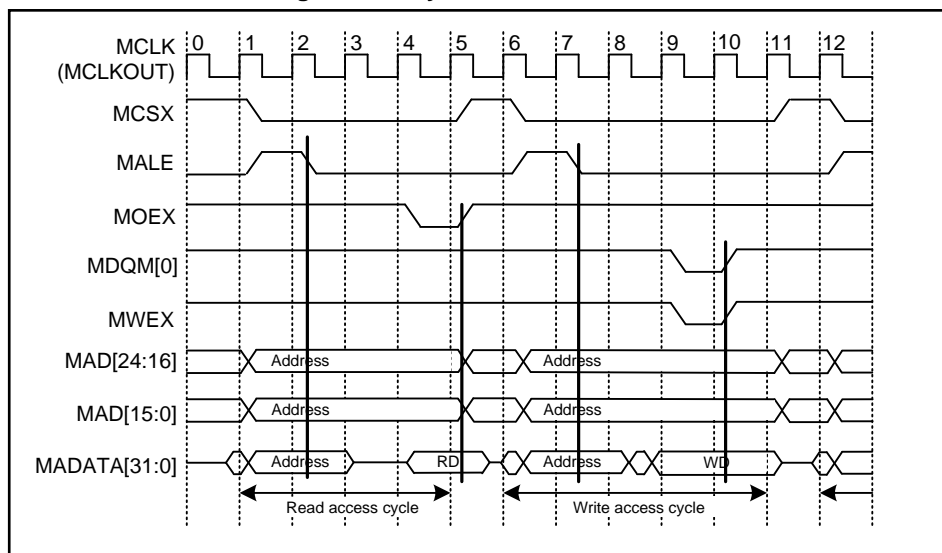 MCLK
(MCLKOUT)
0 1 2 3 4 5 6 7 8 9 10 11 12
MCSX
MALE
MOEX
MDQM[0]
MWEX
MAD[24:16]
Address Address
MAD[15:0]
Address Address
MADATA[31:0]
Address RD Address WD
Read access cycle Write access cycle